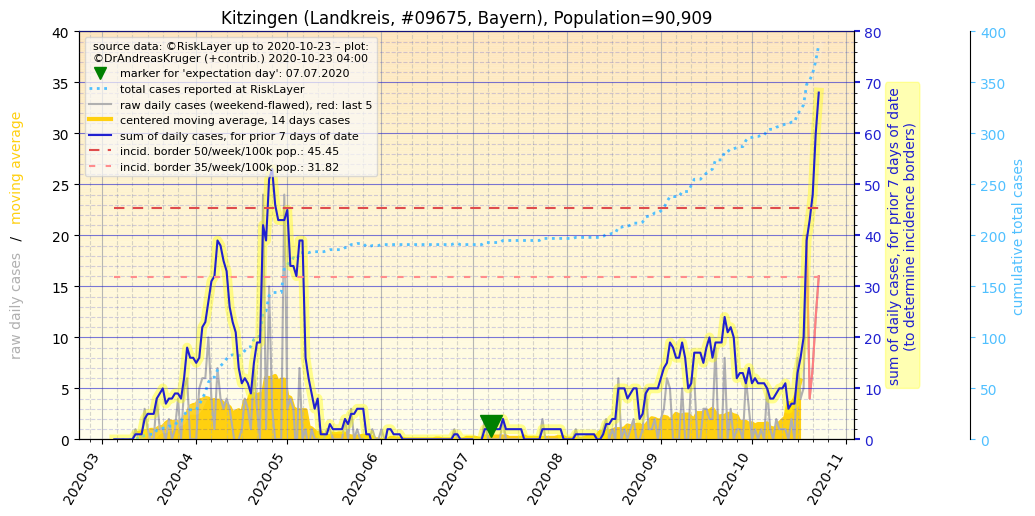 Kitzingen (Landkreis, #09675, Bayern), Population=90,909
source data: ©RiskLayer up to 2020-10-23 – plot:
©DrAndreasKruger (+contrib.) 2020-10-23 04:00
marker for 'expectation day': 07.07.2020
total cases reported at RiskLayer
raw daily cases (weekend-flawed), red: last 5
centered moving average, 14 days cases
sum of daily cases, for prior 7 days of date
incid. border 50/week/100k pop.: 45.45
incid. border 35/week/100k pop.: 31.82
raw daily cases / moving average
40
35
30
25
20
15
10
5
0
2020-03
2020-04
2020-05
2020-06
2020-07
2020-08
2020-09
2020-10
2020-11
80
70
60
50
40
30
20
10
0
sum of daily cases, for prior 7 days of date
(to determine incidence borders)
400
350
300
250
200
150
100
50
0
cumulative total cases